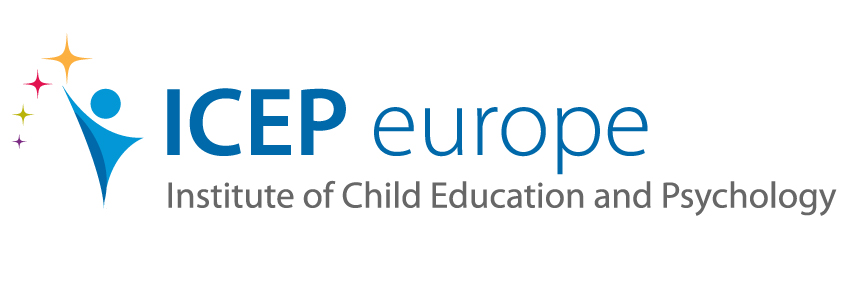 ICEP europe
Institute of Child Education and Psychology